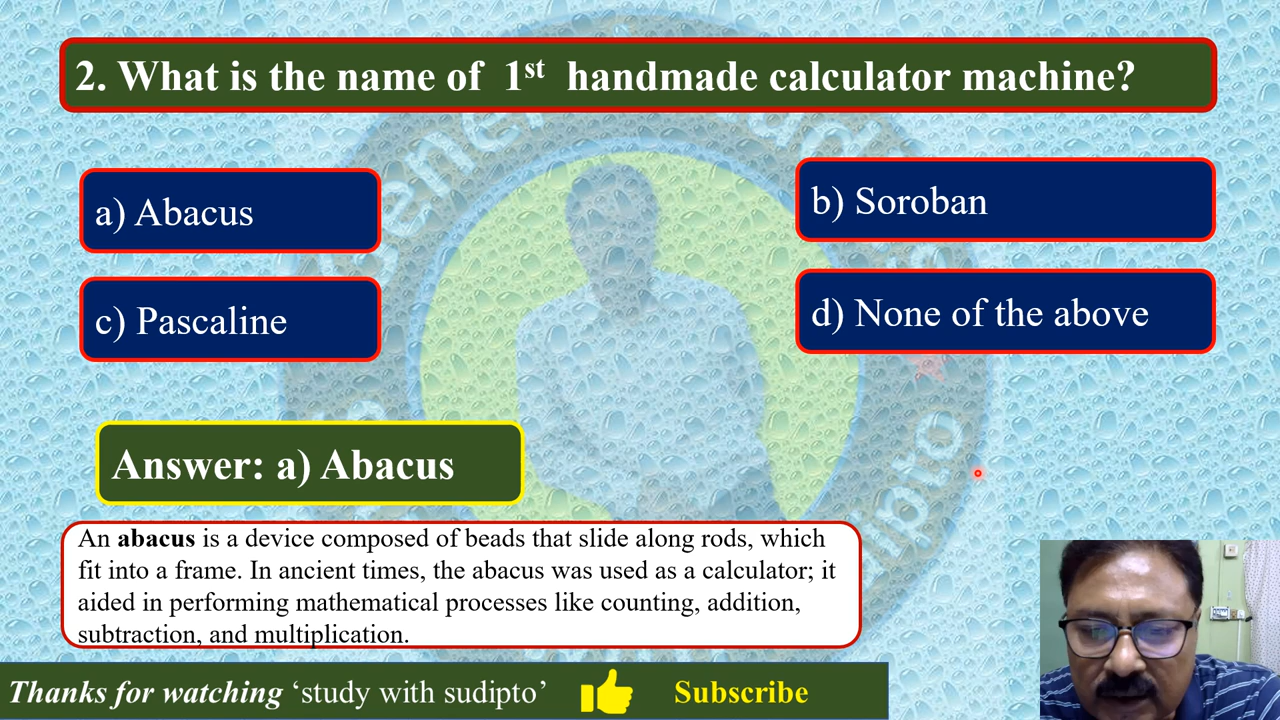 2. What is the name of 1st handmade calculator machine?
a) Abacus
b) Soroban
c) Pascaline
d) None of the above
Answer: a) Abacus
An abacus is a device composed of beads that slide along rods, which
fit into a frame. In ancient times, the abacus was used as a calculator; it
aided in performing mathematical processes like counting, addition,
subtraction, and multiplication.
Thanks for watching ‘study with sudipto’ Subscribe